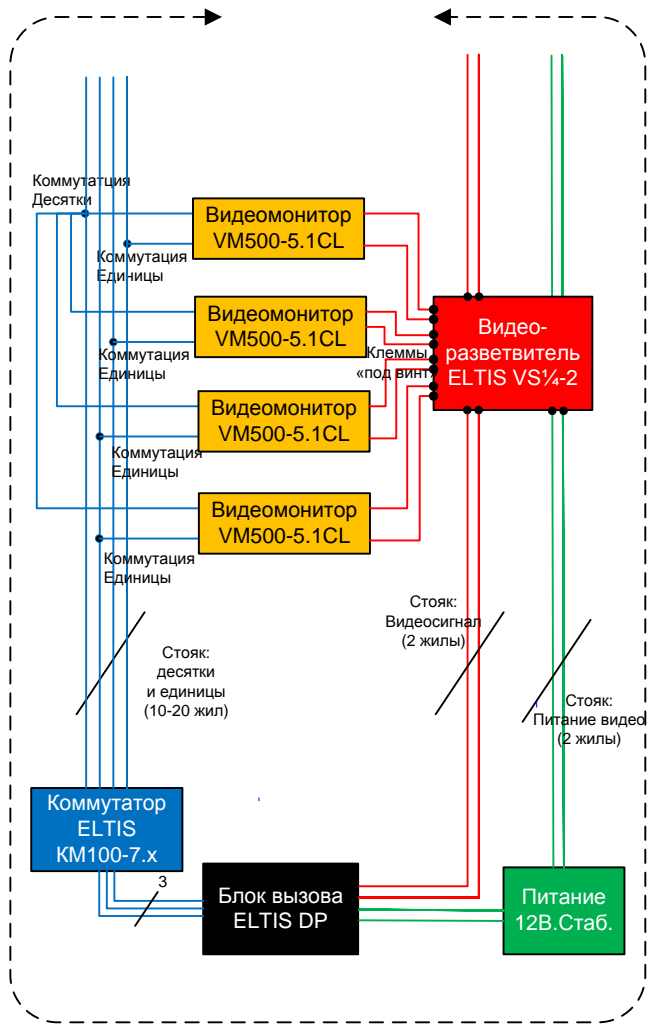 Коммутатция
Десятки
Видеомонитор
VM500-5.1CL
Коммутация
Единицы
Видеомонитор
VM500-5.1CL
Коммутация
Единицы
Клеммы
«под винт»
Видео-
разветвитель
ELTIS VS¼-2
Видеомонитор
VM500-5.1CL
Коммутация
Единицы
Видеомонитор
VM500-5.1CL
Коммутация
Единицы
Стояк:
десятки
и единицы
(10-20 жил)
Стояк:
Видеосигнал
(2 жилы)
Стояк:
Питание видео
(2 жилы)
Коммутатор
ELTIS
КМ100-7.х
3
Блок вызова
ELTIS DP
Питание
12В.Стаб.